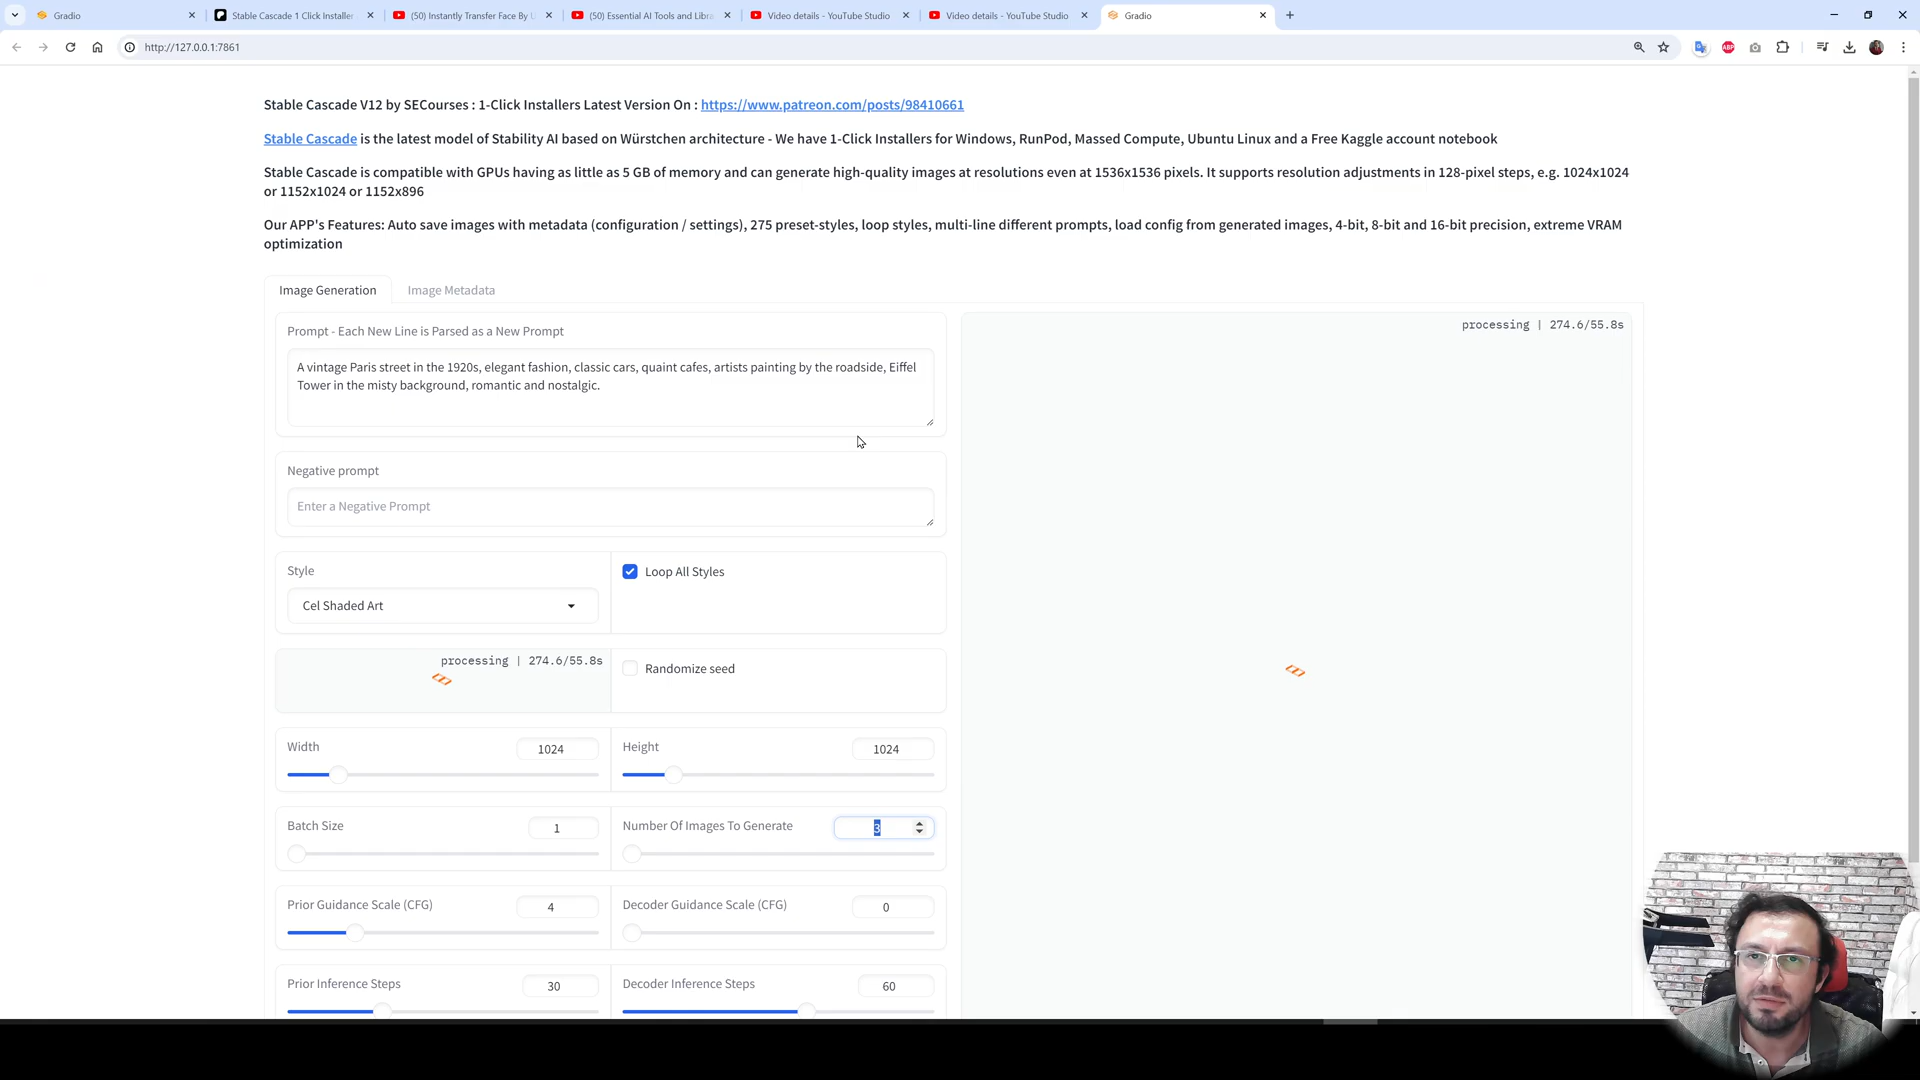 Gradio
Stable Cascade 1 Click Installer
(50) Instantly Transfer Face By U
(50) Essential AI Tools and Libra
Video details - YouTube Studio
Video details - YouTube Studio
Gradio
http://127.0.0.1:7861
ABP
Stable Cascade V12 by SECourses : 1-Click Installers Latest Version On : https://www.patreon.com/posts/98410661
Stable Cascade is the latest model of Stability AI based on Würstchen architecture - We have 1-Click Installers for Windows, RunPod, Massed Compute, Ubuntu Linux and a Free Kaggle account notebook
Stable Cascade is compatible with GPUs having as little as 5 GB of memory and can generate high-quality images at resolutions even at 1536x1536 pixels. It supports resolution adjustments in 128-pixel steps, e.g. 1024x1024
or 1152x1024 or 1152x896
Our APP's Features: Auto save images with metadata (configuration / settings), 275 preset-styles, loop styles, multi-line different prompts, load config from generated images, 4-bit, 8-bit and 16-bit precision, extreme VRAM
optimization
Image Generation
Image Metadata
Prompt - Each New Line is Parsed as a New Prompt
A vintage Paris street in the 1920s, elegant fashion, classic cars, quaint cafes, artists painting by the roadside, Eiffel
Tower in the misty background, romantic and nostalgic.
processing | 274.6/55.8s
Negative prompt
Enter a Negative Prompt
Style
Cel Shaded Art
Loop All Styles
processing | 274.6/55.8s
Randomize seed
Width
1024
Height
1024
Batch Size
1
Number Of Images To Generate
3
Prior Guidance Scale (CFG)
4
Decoder Guidance Scale (CFG)
0
Prior Inference Steps
30
Decoder Inference Steps
60